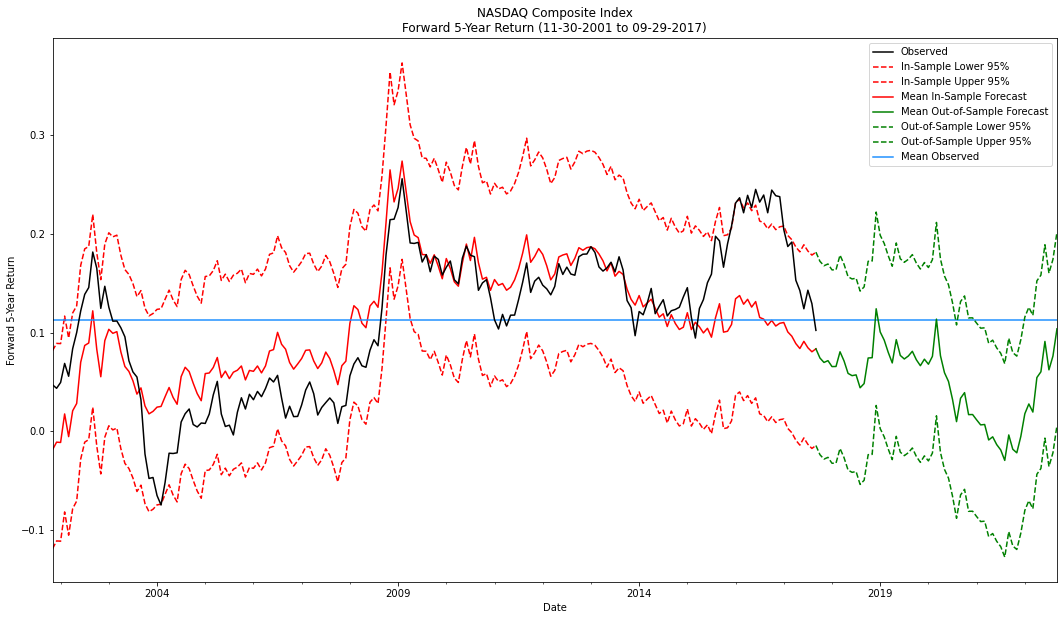 NASDAQ Composite Index
Forward 5-Year Return (11-30-2001 to 09-29-2017)
Observed
In-Sample Lower 95%
In-Sample Upper 95%
Mean In-Sample Forecast
Mean Out-of-Sample Forecast
Out-of-Sample Lower 95%
Out-of-Sample Upper 95%
Mean Observed
Forward 5-Year Return
0.3
0.2
0.1
0.0
−0.1
2004
2009
2014
2019
Date